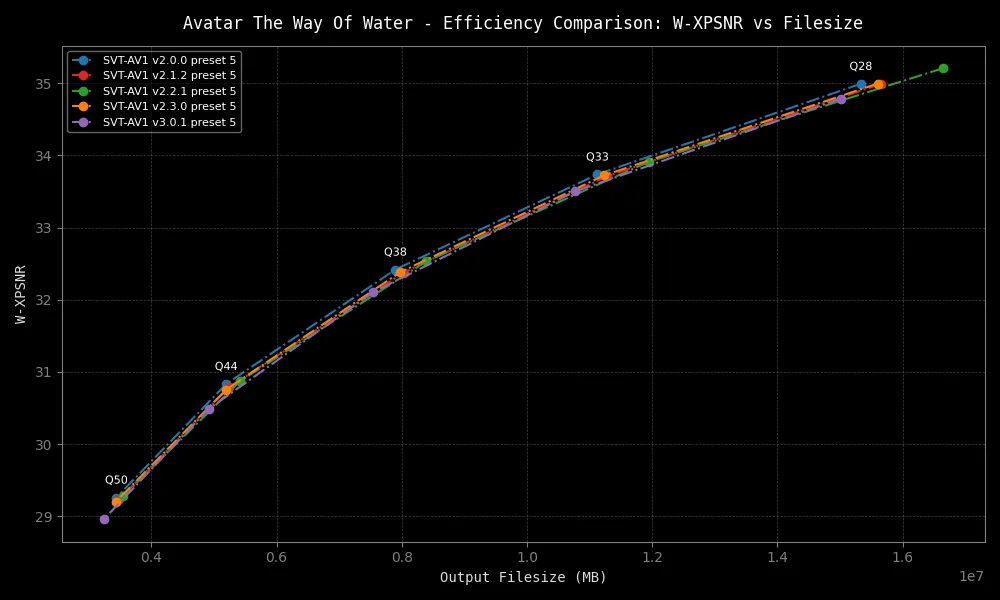 Avatar The Way Of Water - Efficiency Comparison: W-XPSNR vs Filesize
SVT-AV1 v2.0.0 preset 5
SVT-AV1 v2.1.2 preset 5
SVT-AV1 v2.2.1 preset 5
SVT-AV1 v2.3.0 preset 5
SVT-AV1 v3.0.1 preset 5
Q28
Q33
Q38
Q44
Q50
35
34
33
32
31
30
29
W-XPSNR
0.4 0.6 0.8 1.0 1.2 1.4 1.6
1e7
Output Filesize (MB)